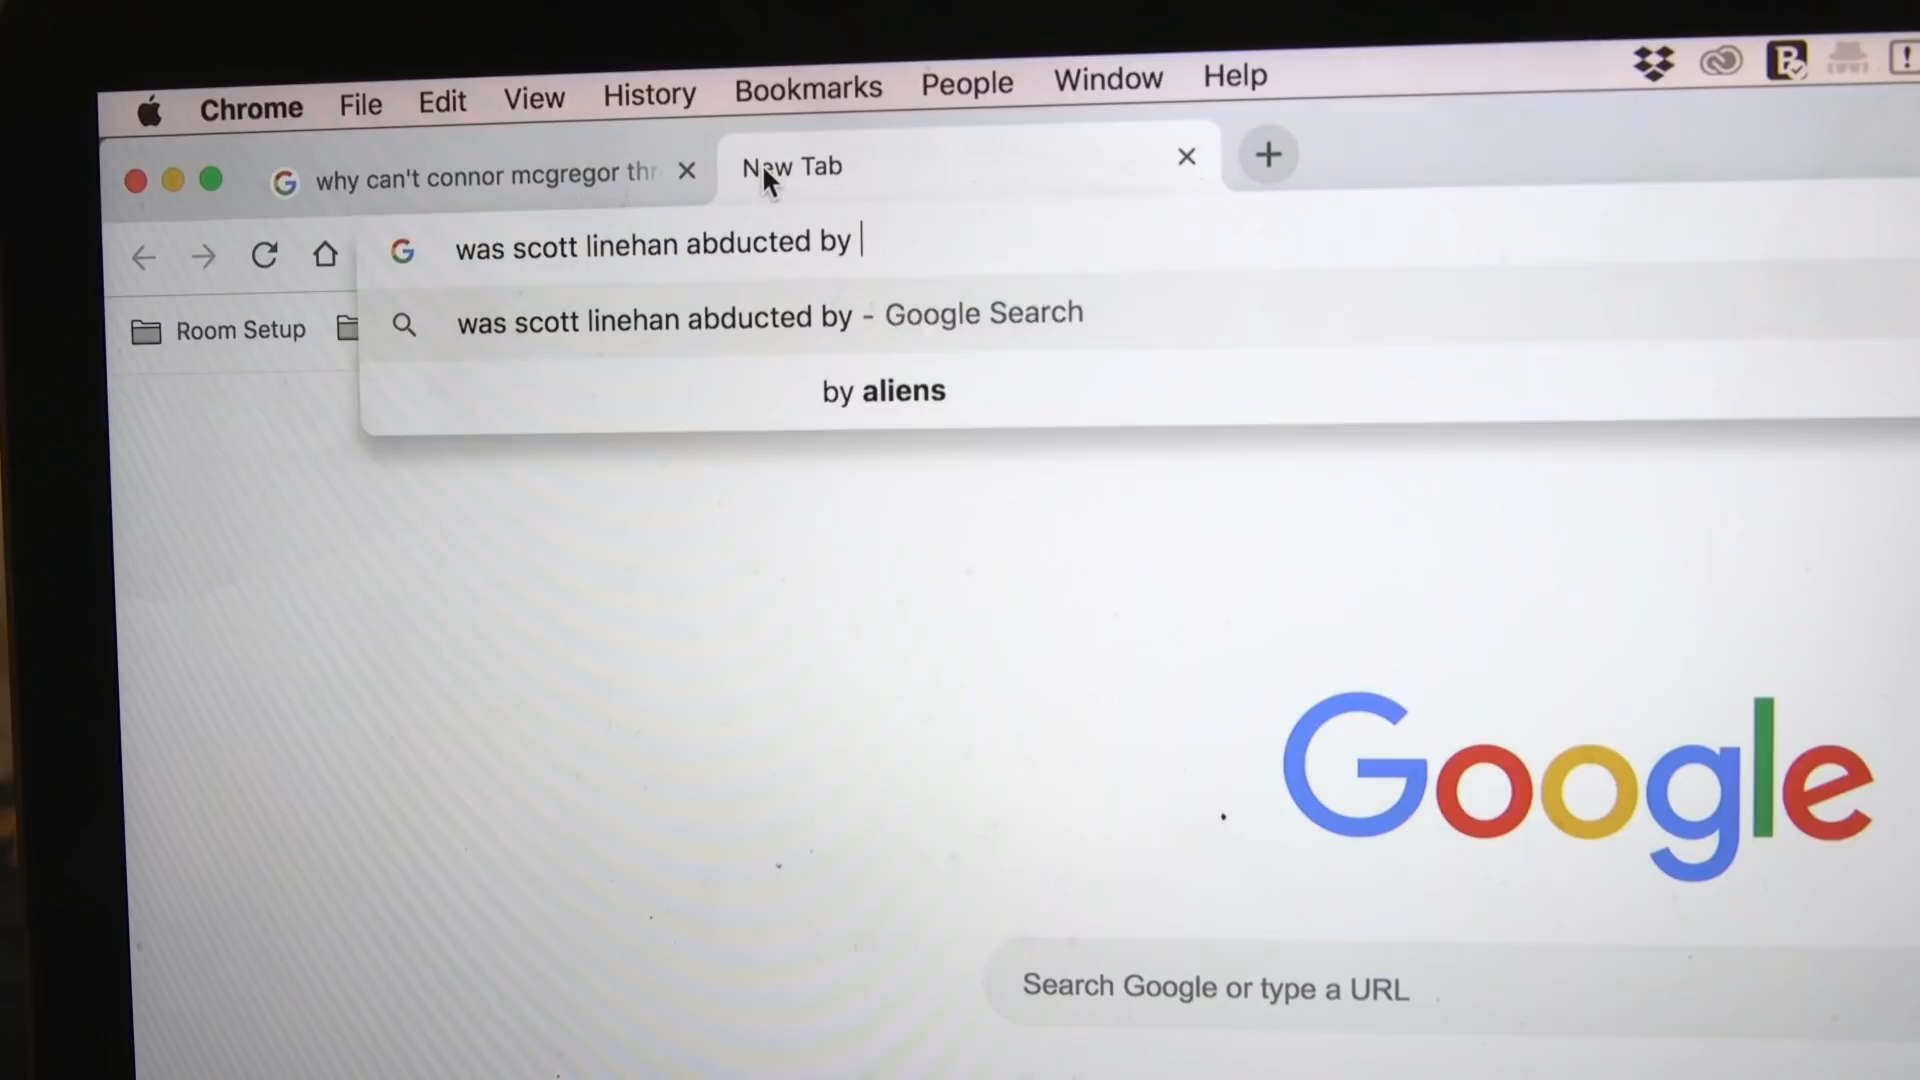 Chrome File Edit View History Bookmarks People Window Help
why can't connor mcgregor thr
New Tab
was scott linehan abducted by
Room Setup
was scott linehan abducted by - Google Search
by aliens
Google
Search Google or type a URL